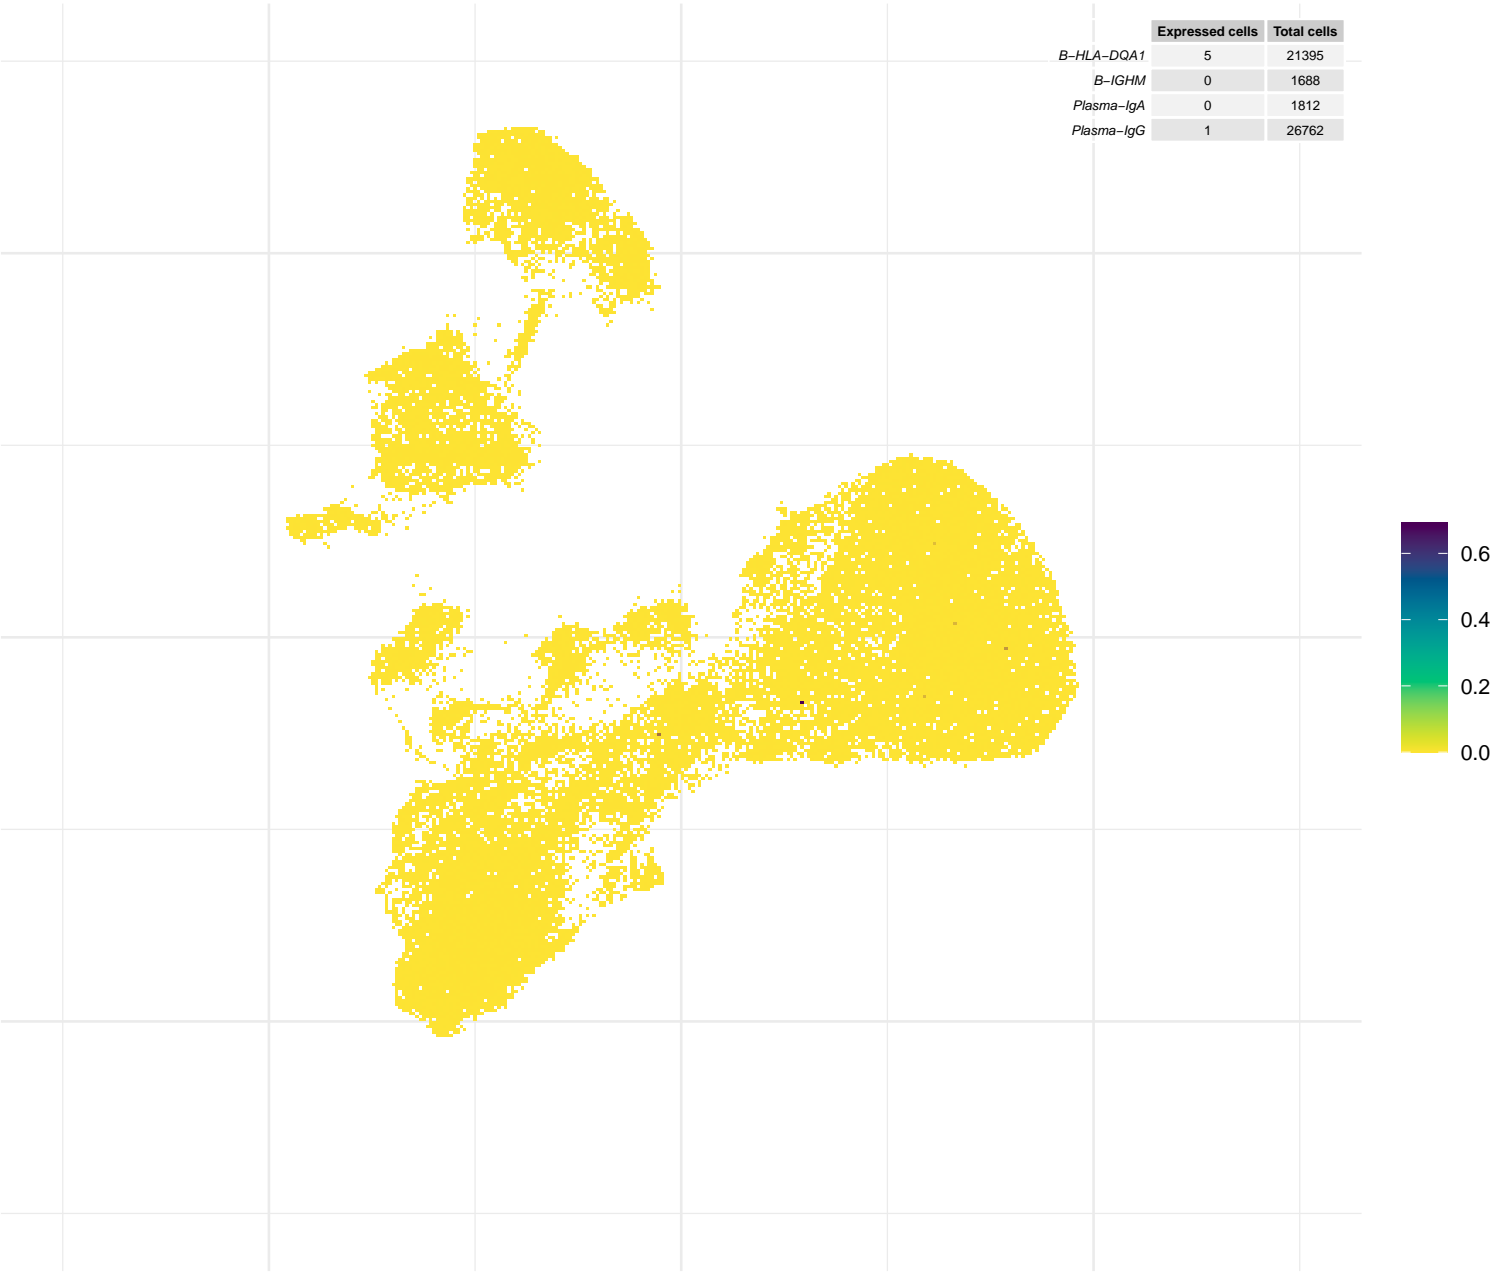 Expressed cells Total cells
B−HLA−DQA1 5 21395
B−IGHM 0 1688
Plasma−IgA 0 1812
Plasma−IgG 1 26762
0.6
0.4
0.2
0.0